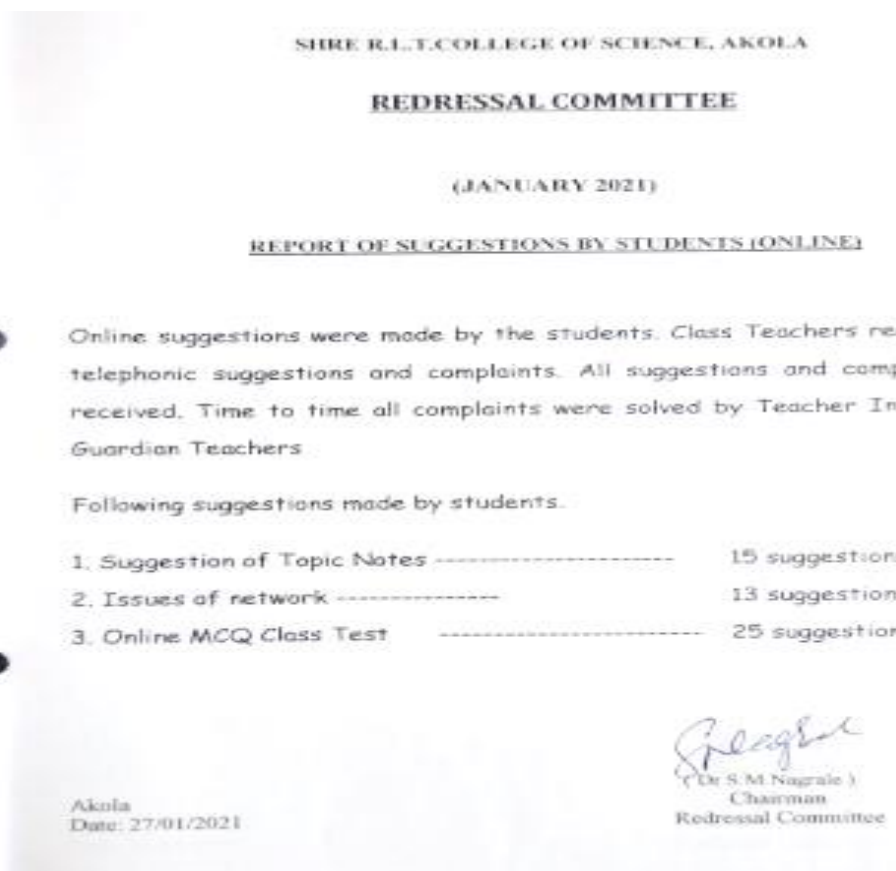 SHRE R.L.T.COLLEGE OF SCIENCE, AKOLA
REDRESSAL COMMITTEE
(JANUARY 2021)
REPORT OF SUGGESTIONS BY STUDENTS (ONLINE)
Online suggestions were made by the students. Class Teachers re
telephonic suggestions and complaints. All suggestions and comp
received. Time to time all complaints were solved by Teacher In
Guardian Teachers
Following suggestions made by students.
1. Suggestion of Topic Notes ---------------------- 15 suggestion
2. Issues of network --------------- 13 suggestion
3. Online MCQ Class Test ------------------------ 25 suggestion
( Dr S.M.Nagrale )
Akola Chairman
Date: 27/01/2021 Redressal Committee